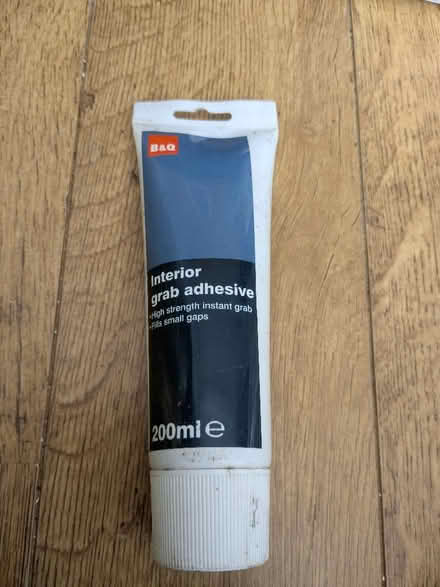 B&Q
Interior
grab adhesive
•High strength instant grab
•Fills small gaps
200ml ℮